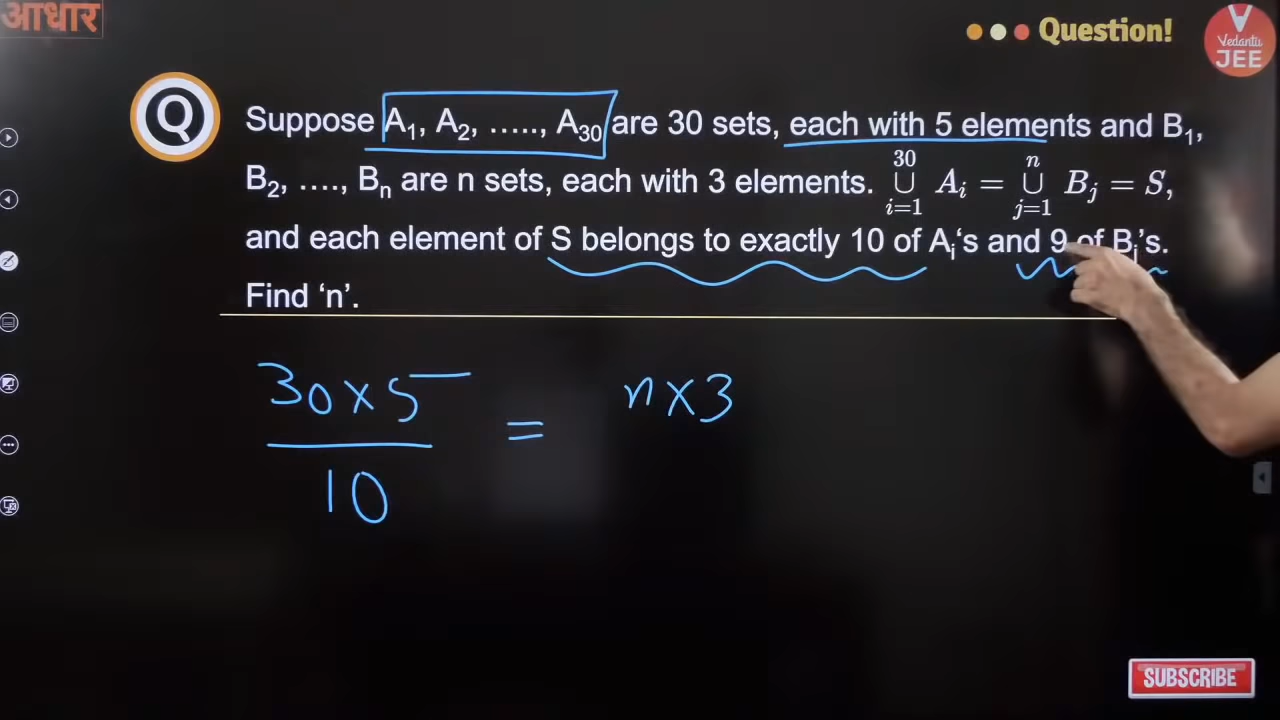 आधार
Question!
Vedantu
JEE
Q
Suppose A₁, A₂, ....., A₃₀ are 30 sets, each with 5 elements and B₁,
B₂, ...., Bₙ are n sets, each with 3 elements. 30 ∪ i=1 Aᵢ = n ∪ j=1 Bⱼ = S,
and each element of S belongs to exactly 10 of Aᵢ‘s and 9 of Bⱼ’s.
Find ‘n’.
30 x 5 = n x 3
10
SUBSCRIBE